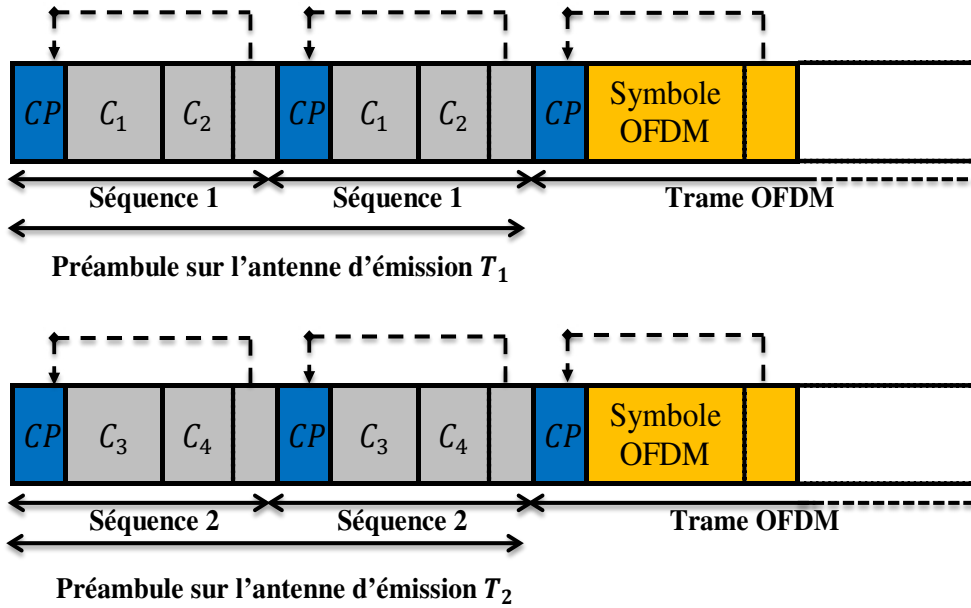 CP C₁ C₂ CP C₁ C₂ CP Symbole
OFDM
Séquence 1 Séquence 1 Trame OFDM
Préambule sur l’antenne d’émission T₁
CP C₃ C₄ CP C₃ C₄ CP Symbole
OFDM
Séquence 2 Séquence 2 Trame OFDM
Préambule sur l’antenne d’émission T₂